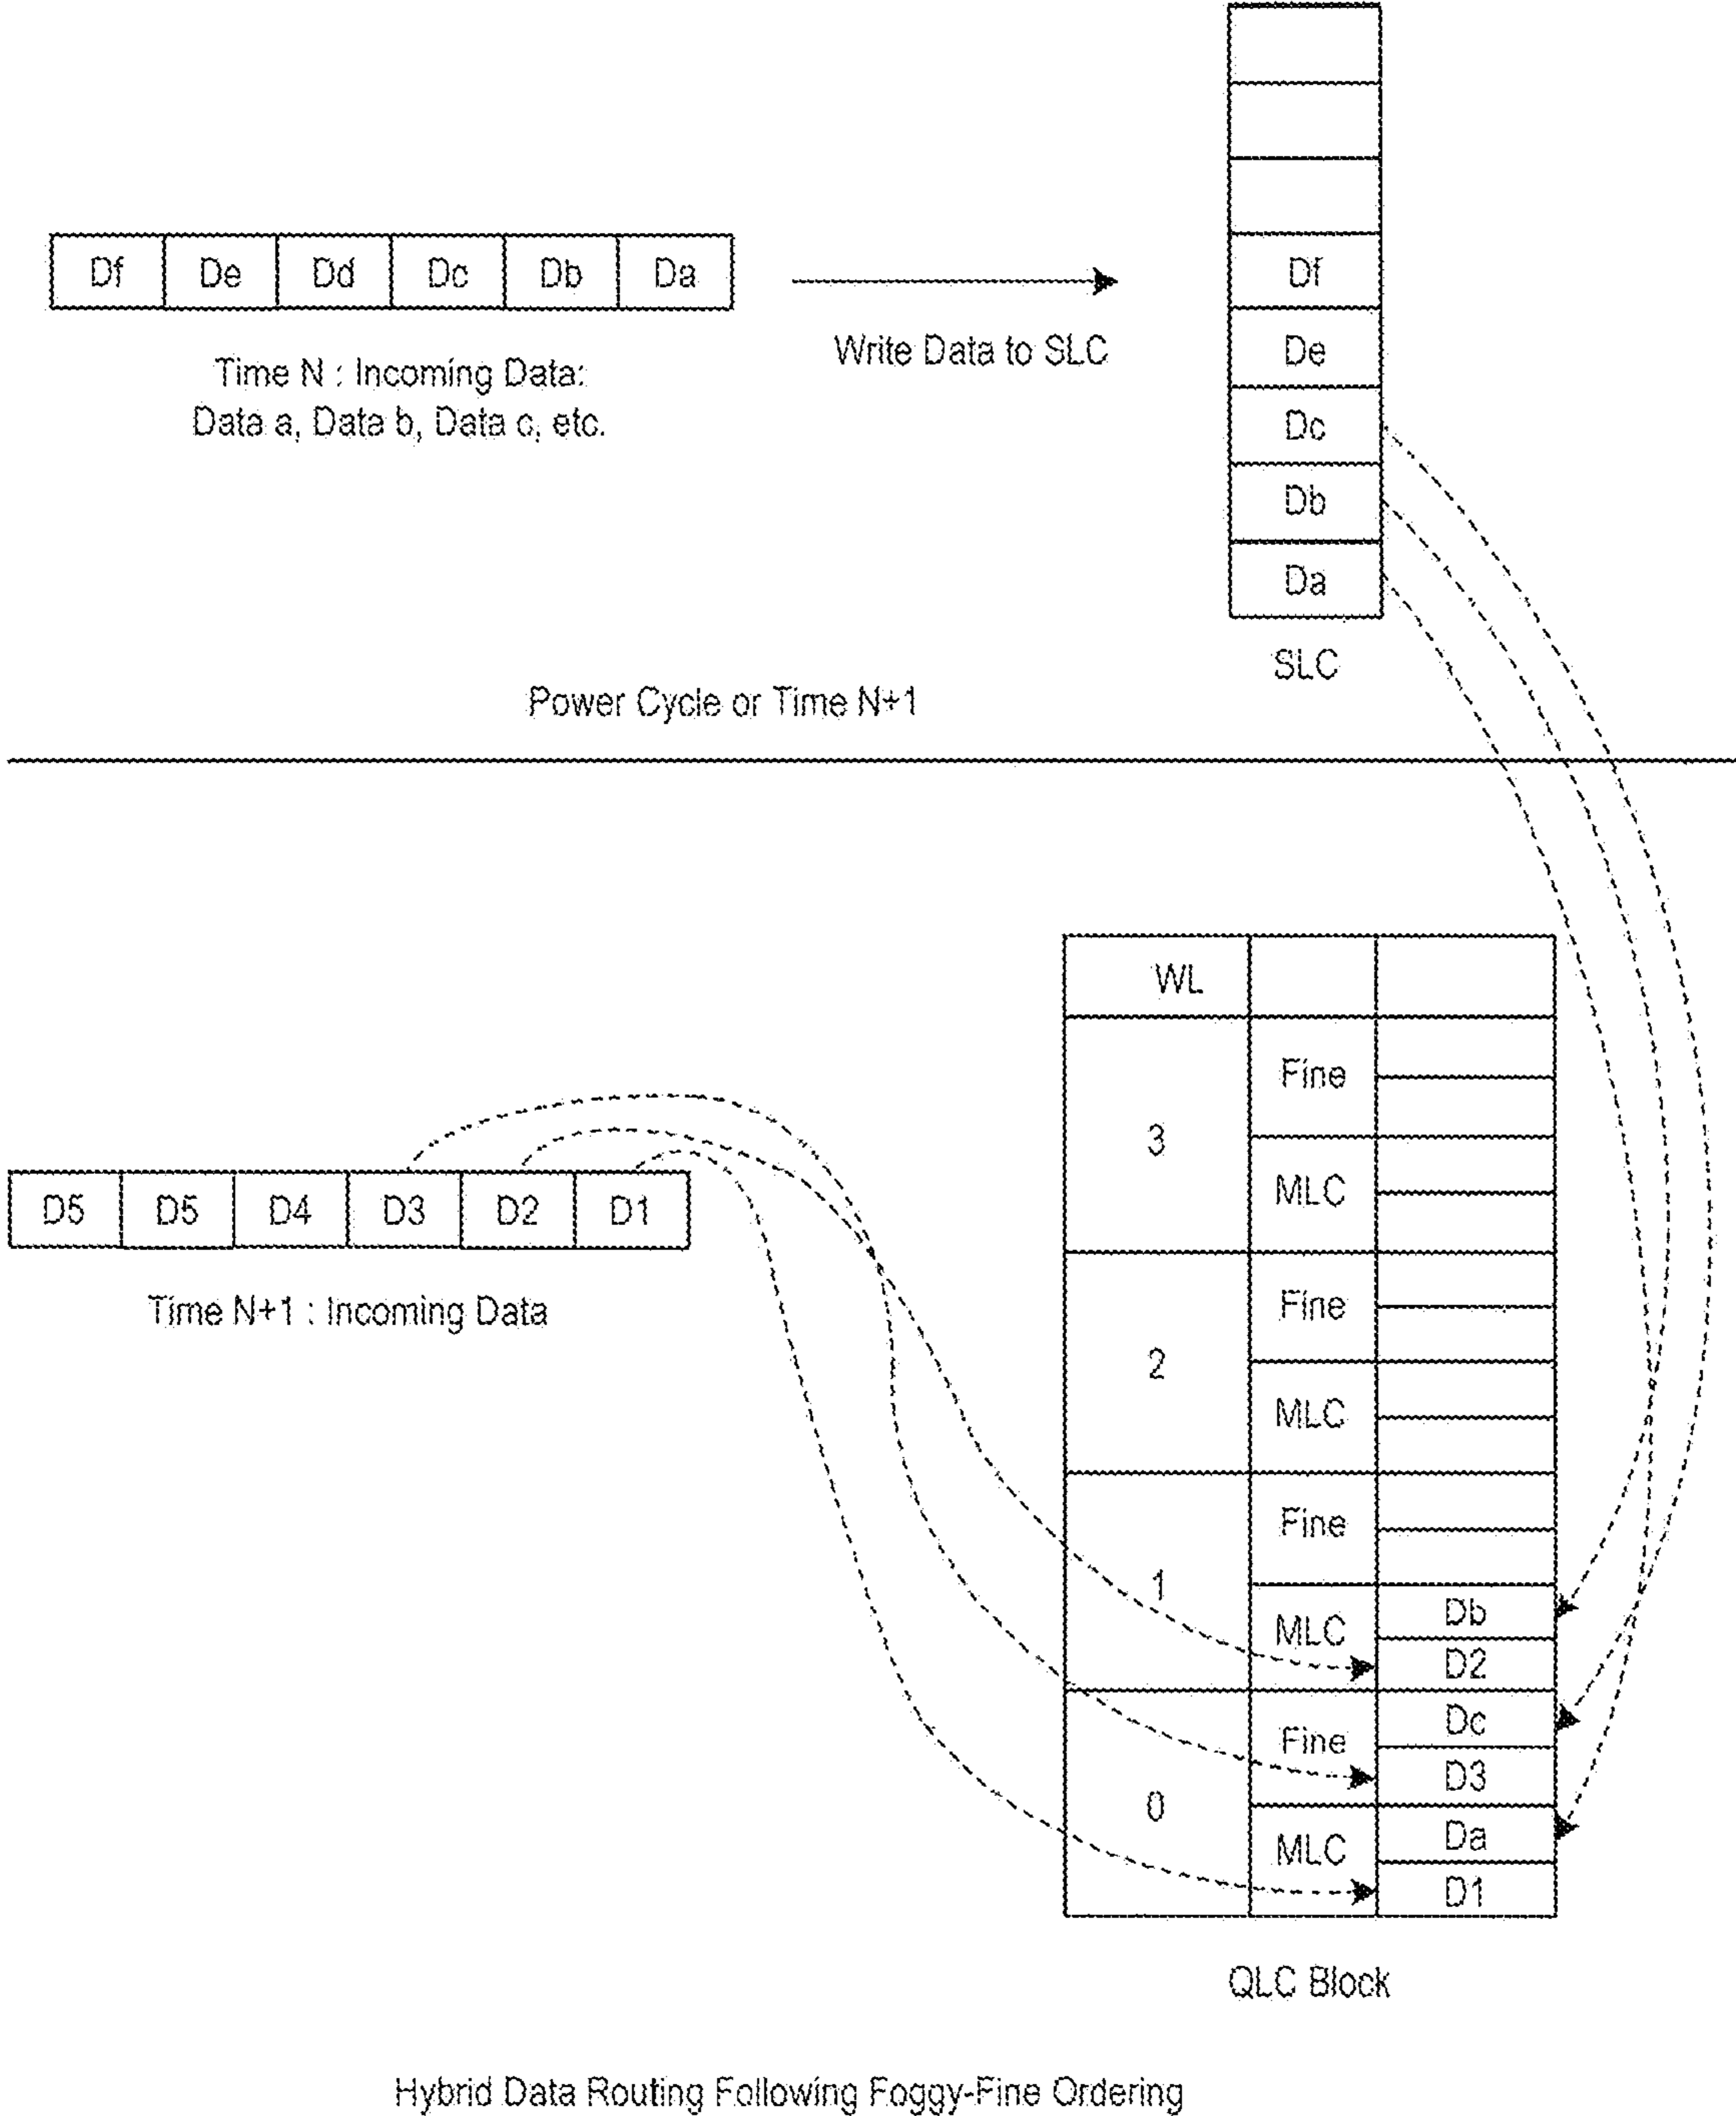 Df De Dd Dc Db Da
Time N : Incoming Data:
Data a, Data b, Data c, etc.
Write Data to SLC
Df
De
Dc
Db
Da
SLC
Power Cycle or Time N+1
D5 D5 D4 D3 D2 D1
Time N+1 : Incoming Data
WL
3
Fine
MLC
2
Fine
MLC
1
Fine
MLC
Db
D2
0
Fine
Dc
D3
MLC
Da
D1
QLC Block
Hybrid Data Routing Following Foggy-Fine Ordering